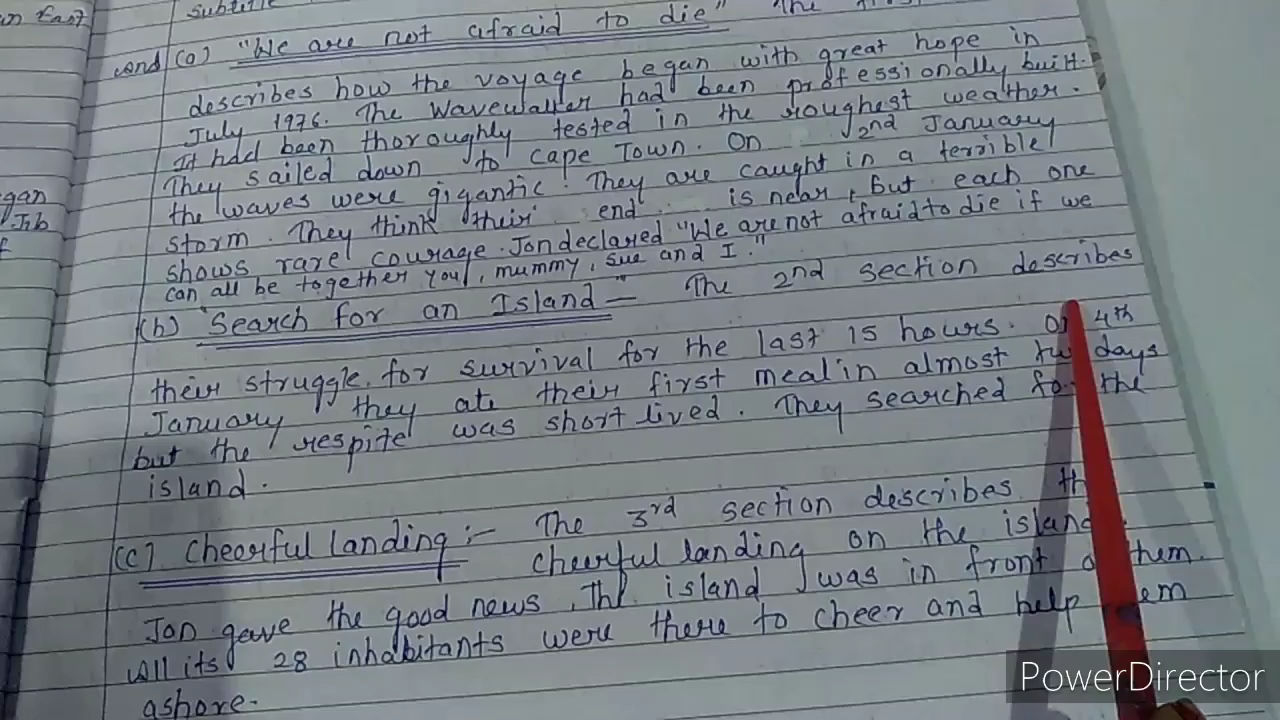 subtitle
and (a) "We are not afraid to die" The
describes how the voyage began with great hope in
July 1976. The Wavewalker had been professionally built.
It had been thoroughly tested in the roughest weather.
They sailed down to Cape Town. On 2nd January
the waves were gigantic. They are caught in a terrible
storm. They think their end is near, but each one
shows rare courage. Jon declared "We are not afraid to die if we
can all be together you, mummy, sue and I."
(b) Search for an Island - The 2nd section describes
their struggle for survival for the last 15 hours. On 4th
January they ate their first meal in almost two days
but the respite was short lived. They searched for the
island.
(c) Cheerful landing :- The 3rd section describes the
cheerful landing on the island.
Jon gave the good news, The island was in front of them.
All its 28 inhabitants were there to cheer and help them
ashore.
PowerDirector